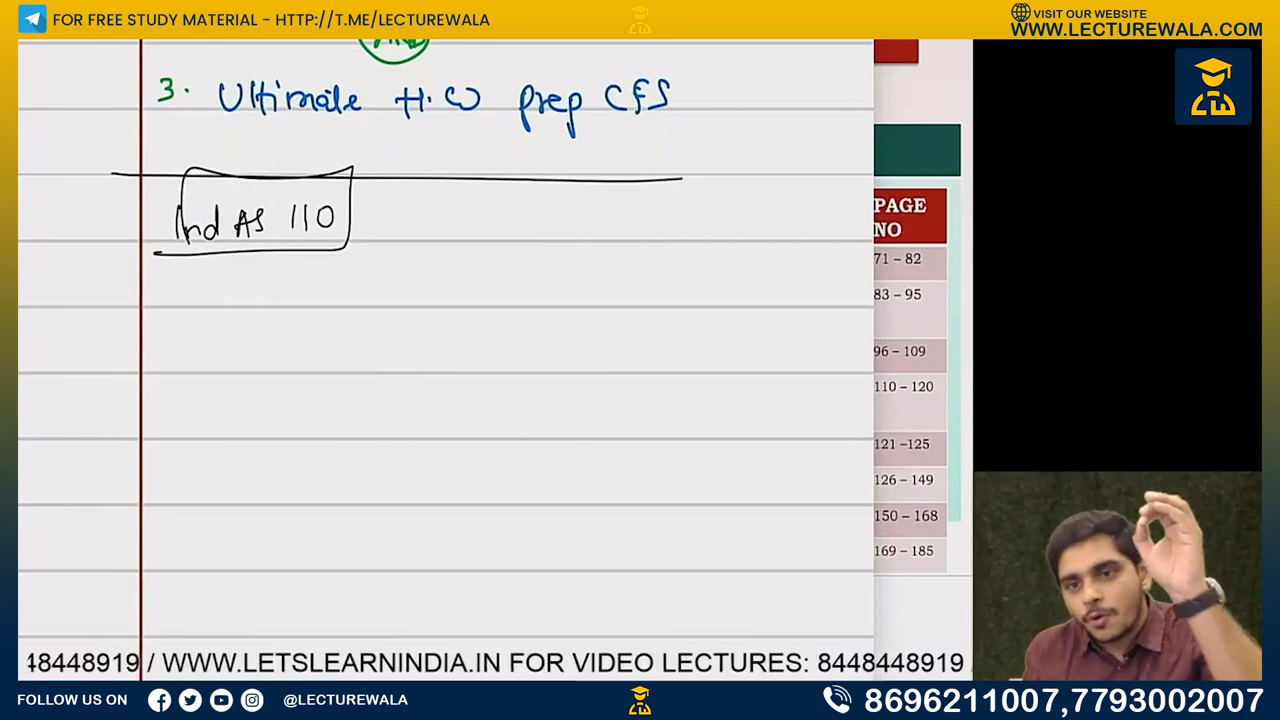 FOR FREE STUDY MATERIAL - HTTP://T.ME/LECTUREWALA
VISIT OUR WEBSITE
WWW.LECTUREWALA.COM
3. Ultimate H.W prep CFS
Ind AS 110
PAGE
NO
71 – 82
83 – 95
96 – 109
110 – 120
121 –125
126 – 149
150 – 168
169 – 185
48448919 / WWW.LETSLEARNINDIA.IN FOR VIDEO LECTURES: 8448448919
FOLLOW US ON
@LECTUREWALA
8696211007,7793002007